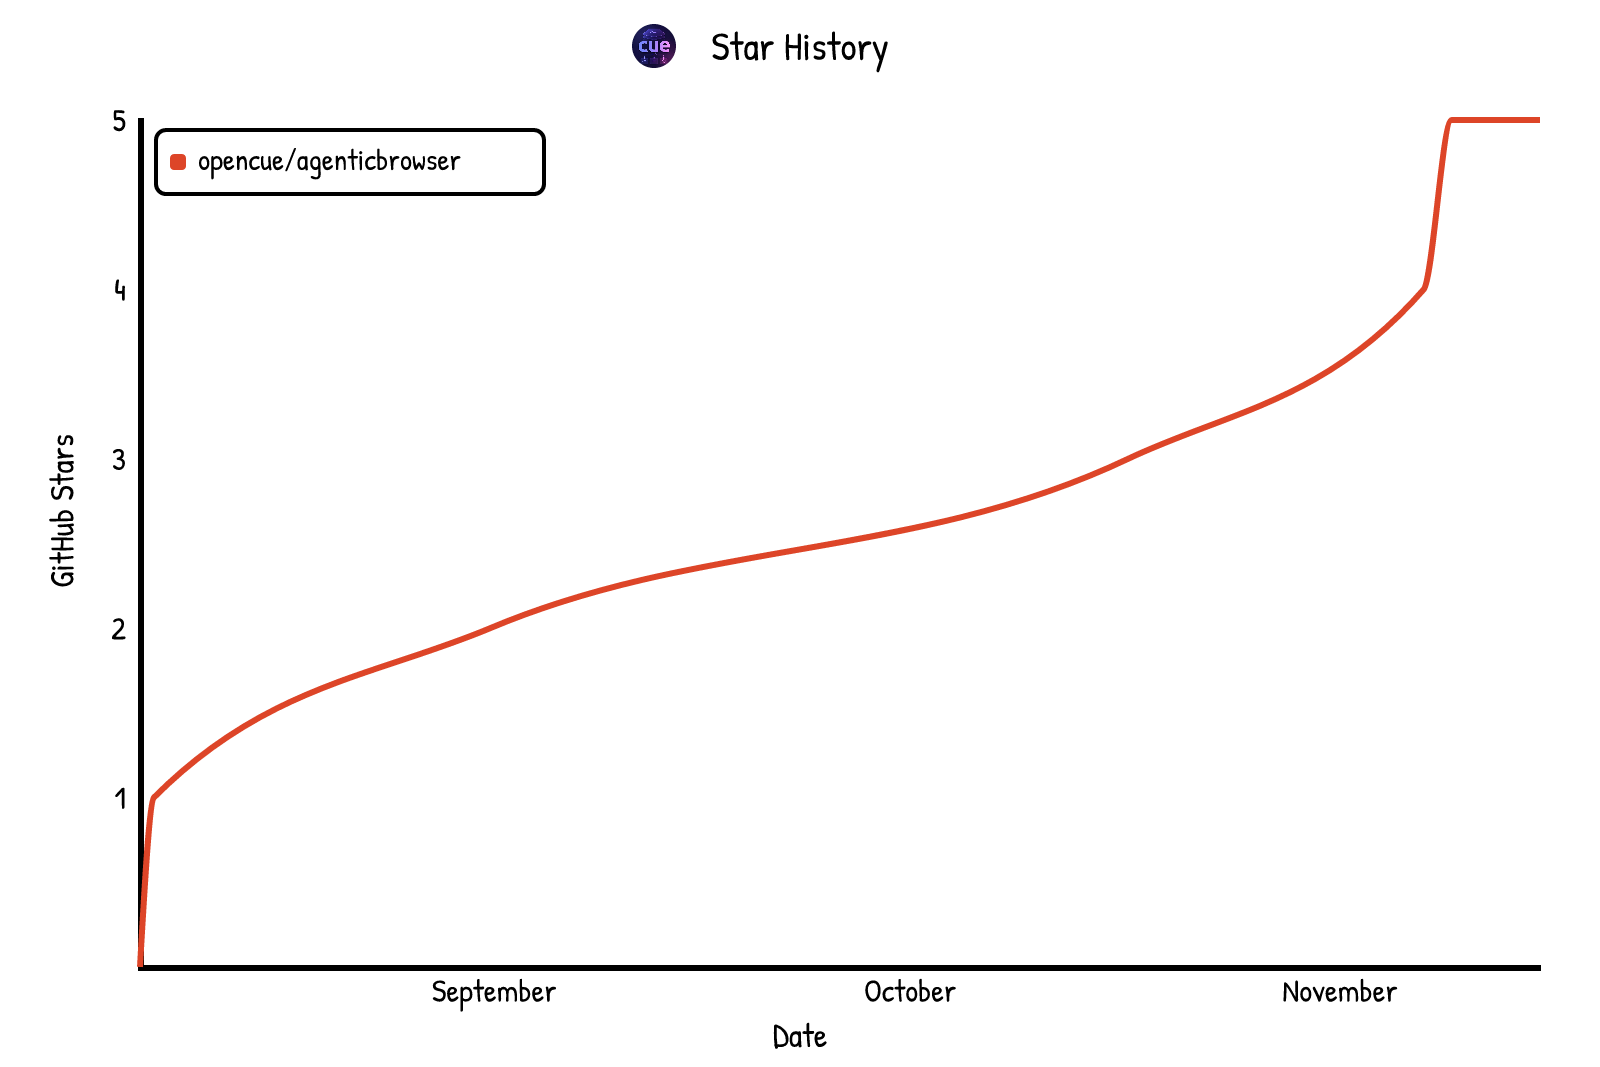 cue
Star History
opencue/agenticbrowser
5
4
3
2
1
GitHub Stars
September
October
November
Date